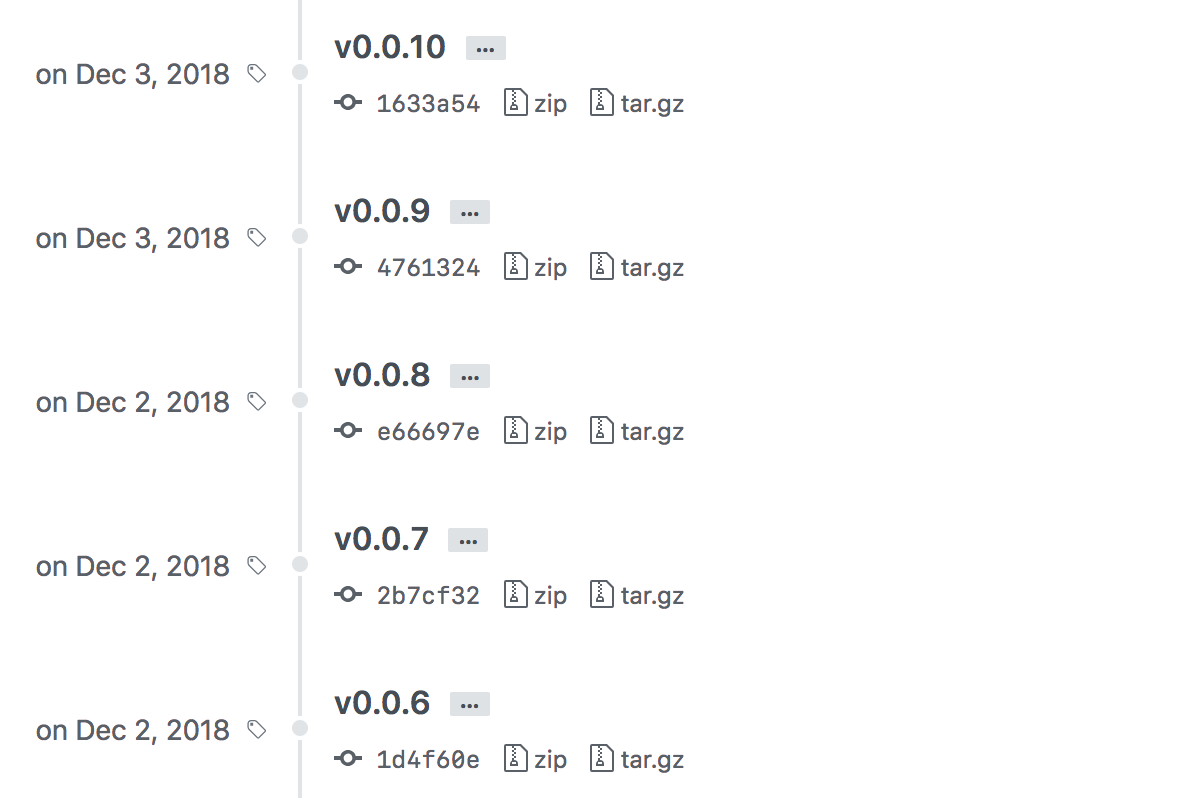 v0.0.10 ...
on Dec 3, 2018
1633a54 zip tar.gz
v0.0.9 ...
on Dec 3, 2018
4761324 zip tar.gz
v0.0.8 ...
on Dec 2, 2018
e66697e zip tar.gz
v0.0.7 ...
on Dec 2, 2018
2b7cf32 zip tar.gz
v0.0.6 ...
on Dec 2, 2018
1d4f60e zip tar.gz